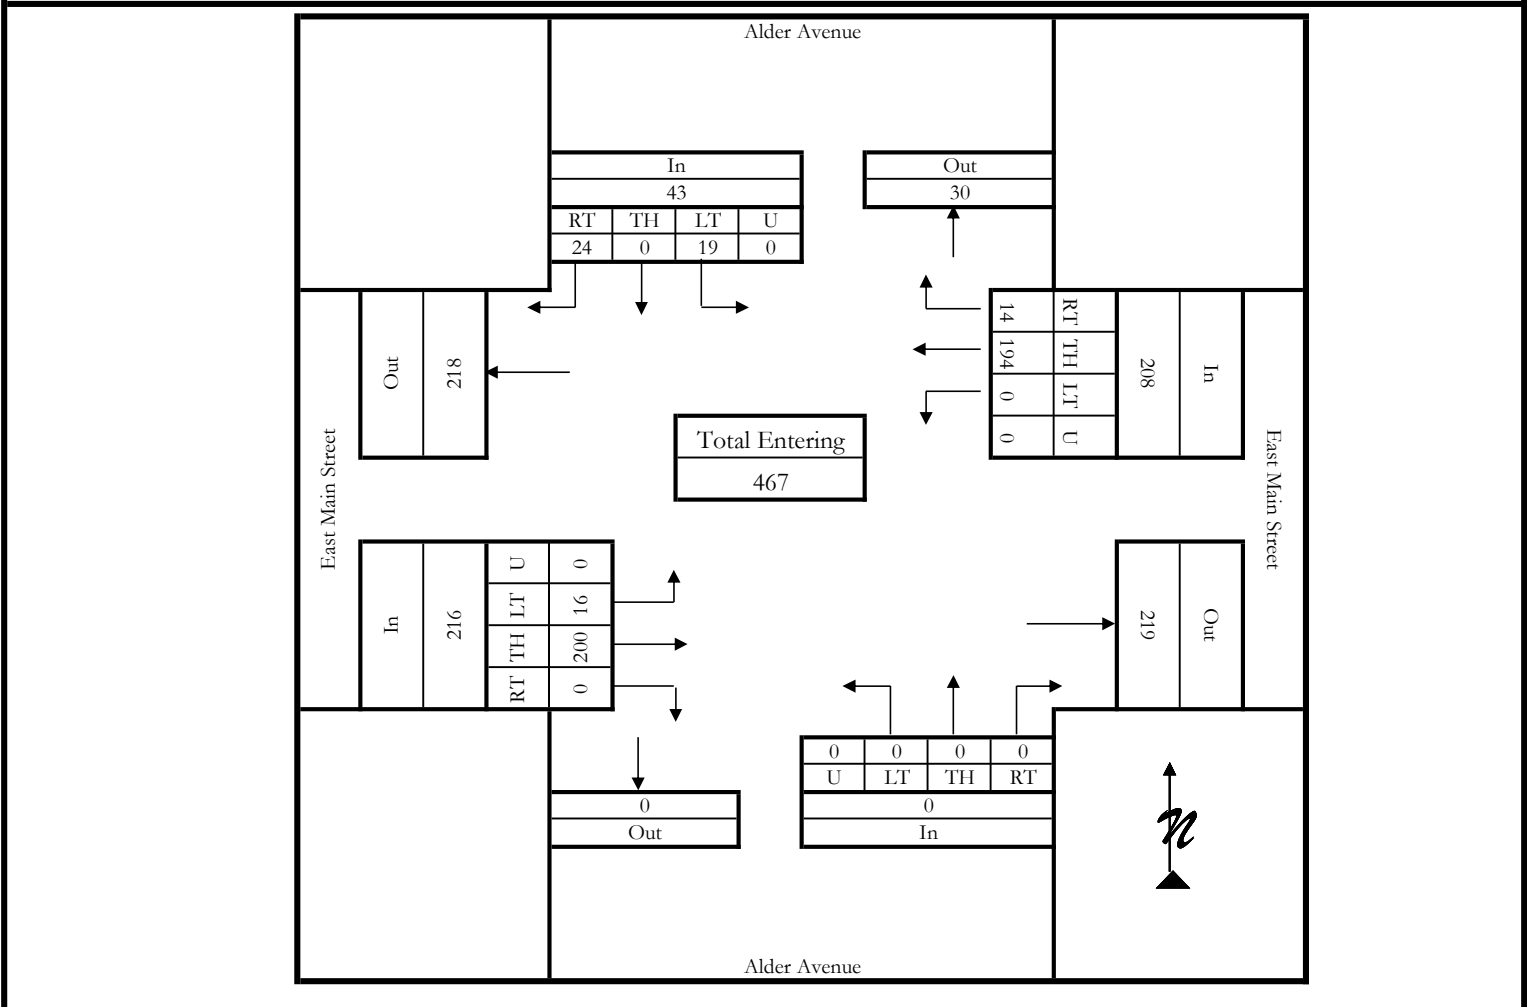 Alder Avenue
In
43
RT TH LT U
24 0 19 0
Out
30
Out
218
RT 14
TH 194
LT 0
U 0
208
In
East Main Street
East Main Street
Total Entering
467
In
216
U 0
LT 16
TH 200
RT 0
219
Out
0
Out
0 0 0 0
U LT TH RT
0
In
n
Alder Avenue